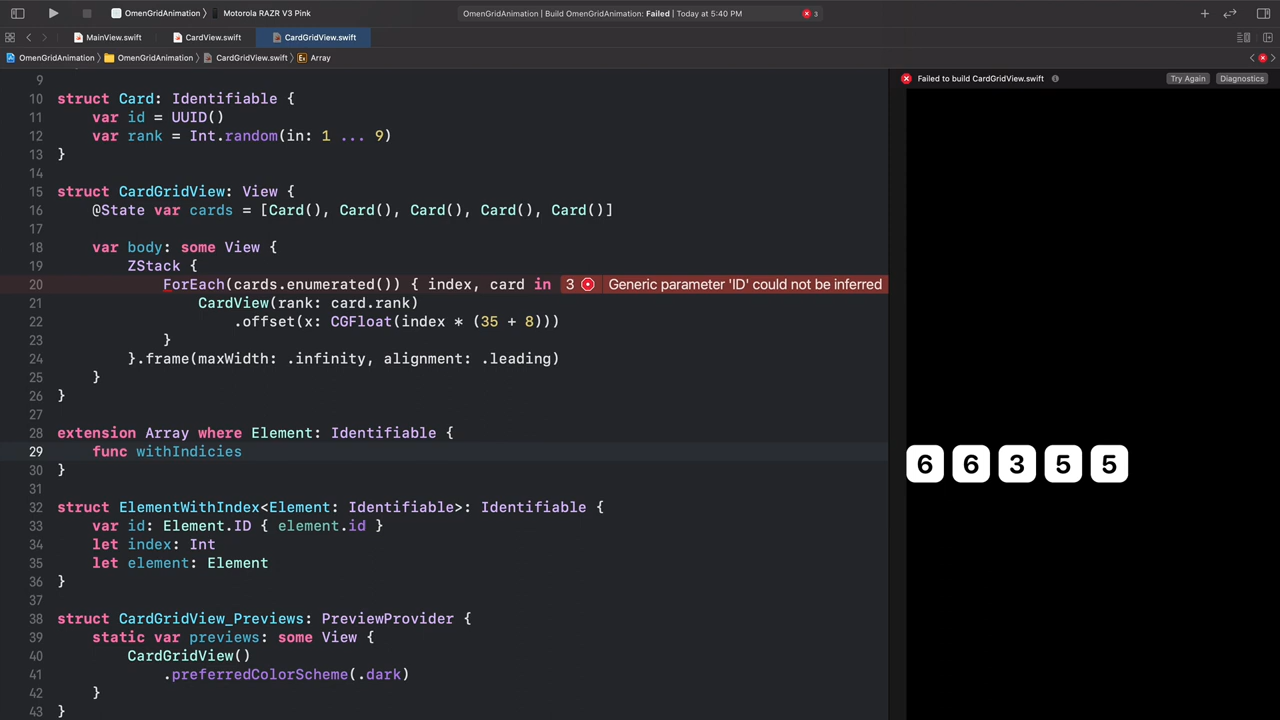 OmenGridAnimation 〉 Motorola RAZR V3 Pink
OmenGridAnimation | Build OmenGridAnimation: Failed | Today at 5:40 PM
3
MainView.swift
CardView.swift
CardGridView.swift
OmenGridAnimation 〉 OmenGridAnimation 〉 CardGridView.swift 〉 Ex Array
9
10 struct Card: Identifiable {
11 var id = UUID()
12 var rank = Int.random(in: 1 ... 9)
13 }
14
15 struct CardGridView: View {
16 @State var cards = [Card(), Card(), Card(), Card(), Card()]
17
18 var body: some View {
19 ZStack {
20 ForEach(cards.enumerated()) { index, card in 3 Generic parameter 'ID' could not be inferred
21 CardView(rank: card.rank)
22 .offset(x: CGFloat(index * (35 + 8)))
23 }
24 }.frame(maxWidth: .infinity, alignment: .leading)
25 }
26 }
27
28 extension Array where Element: Identifiable {
29 func withIndicies
30 }
31
32 struct ElementWithIndex<Element: Identifiable>: Identifiable {
33 var id: Element.ID { element.id }
34 let index: Int
35 let element: Element
36 }
37
38 struct CardGridView_Previews: PreviewProvider {
39 static var previews: some View {
40 CardGridView()
41 .preferredColorScheme(.dark)
42 }
43 }
Failed to build CardGridView.swift
Try Again
Diagnostics
6 6 3 5 5